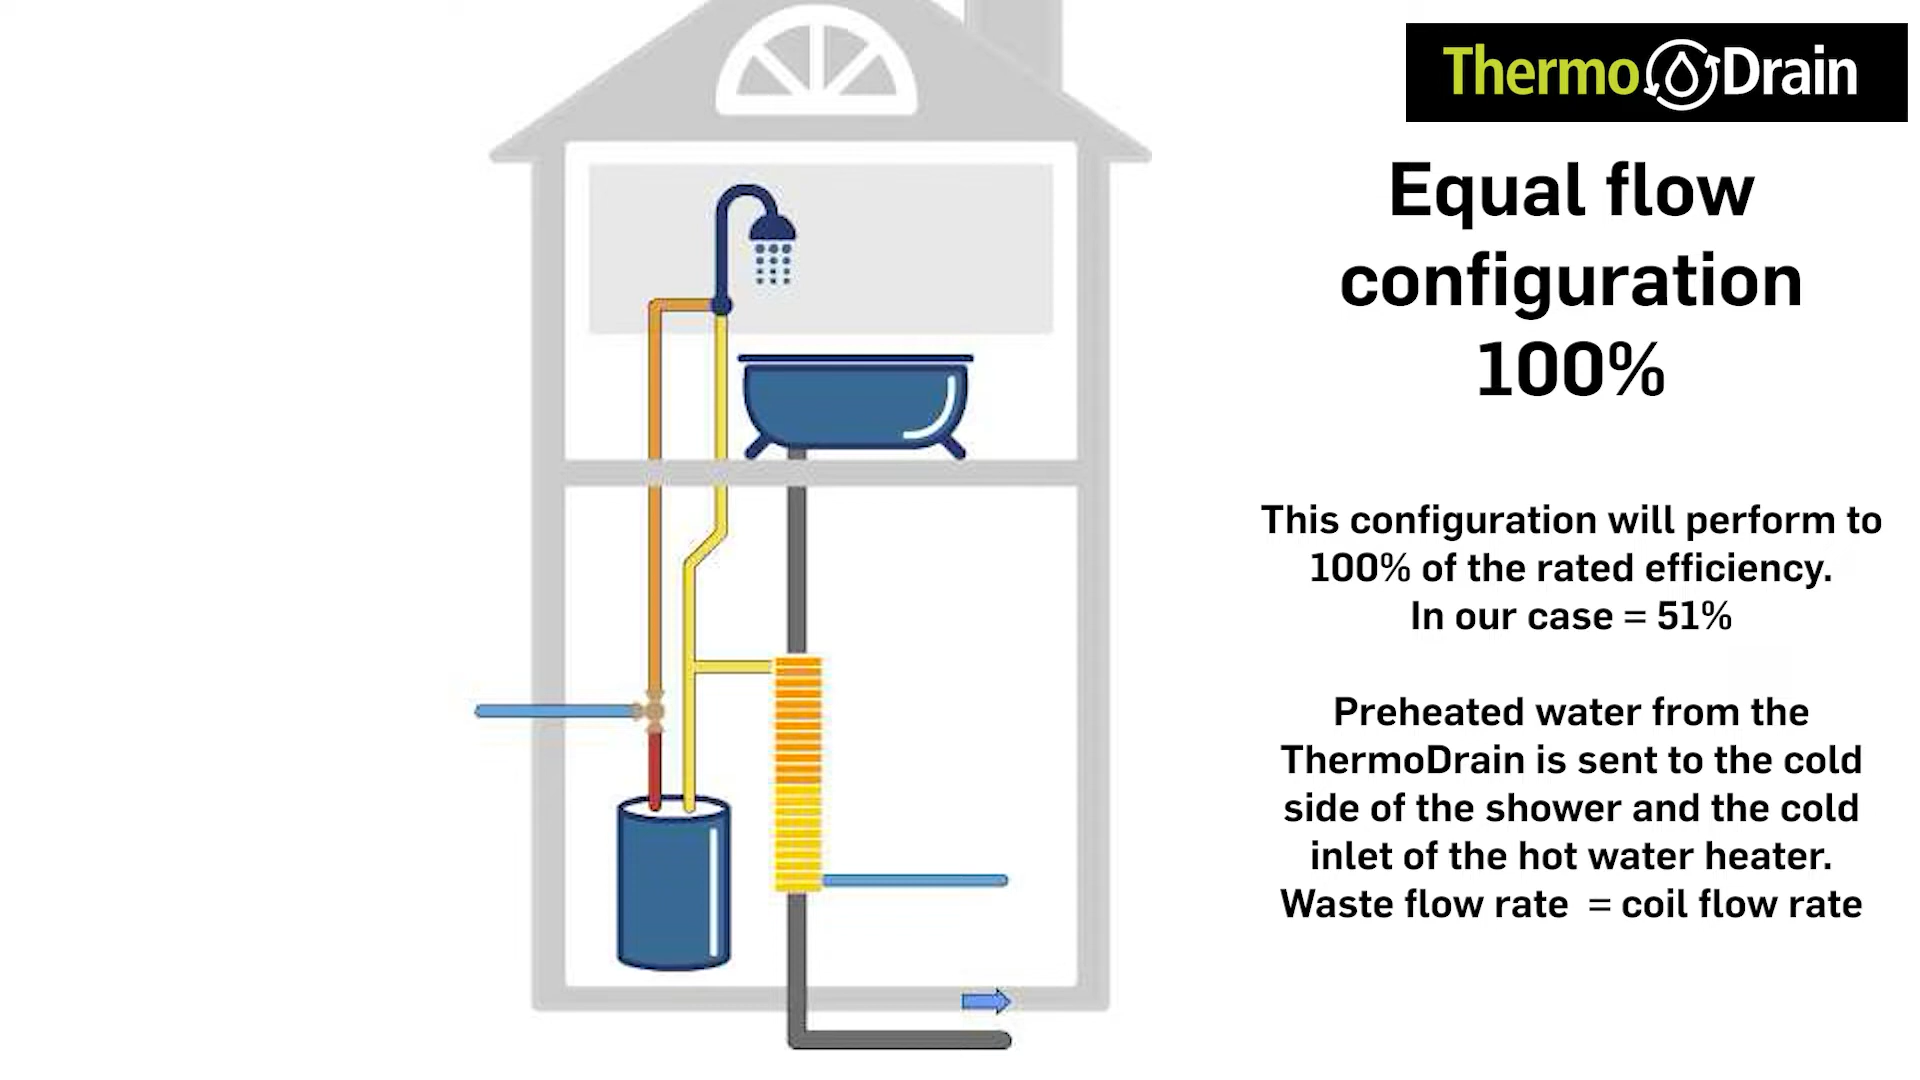 ThermoDrain
Equal flow
configuration
100%
This configuration will perform to
100% of the rated efficiency.
In our case = 51%
Preheated water from the
ThermoDrain is sent to the cold
side of the shower and the cold
inlet of the hot water heater.
Waste flow rate = coil flow rate